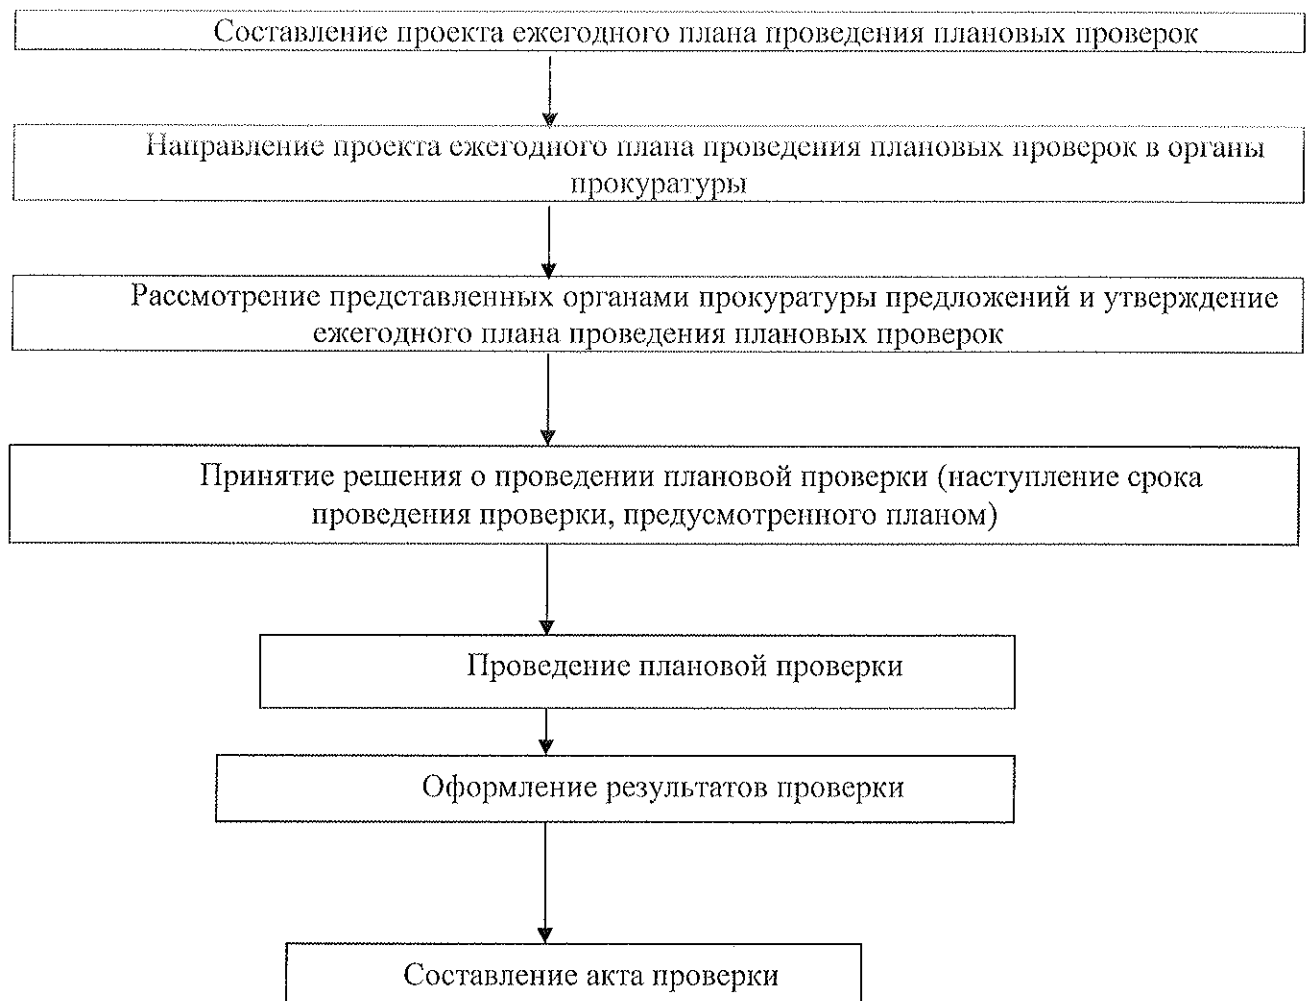 Составление проекта ежегодного плана проведения плановых проверок
Направление проекта ежегодного плана проведения плановых проверок в органы
прокуратуры
Рассмотрение представленных органами прокуратуры предложений и утверждение
ежегодного плана проведения плановых проверок
Принятие решения о проведении плановой проверки (наступление срока
проведения проверки, предусмотренного планом)
Проведение плановой проверки
Оформление результатов проверки
Составление акта проверки